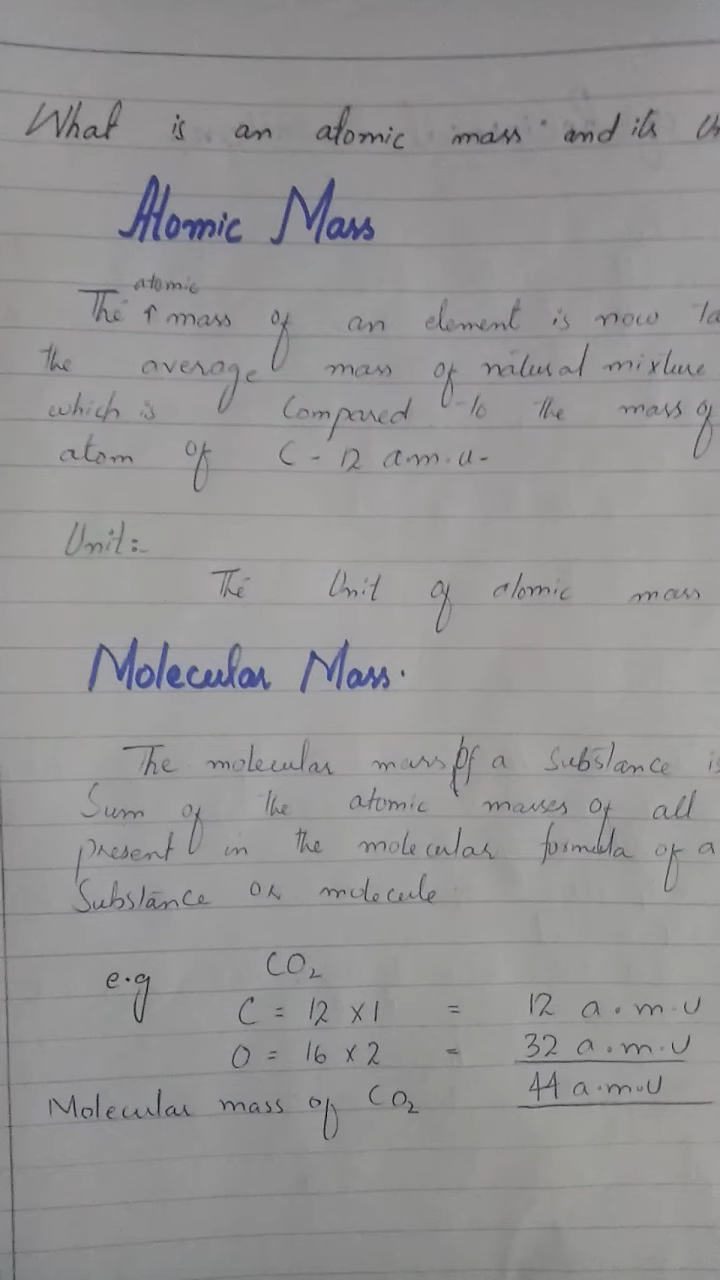 What is an atomic mass and its
Atomic Mass
atomic
The ↑ mass of an element is now
the average mass of natural mixture
which is Compared to the mass of
atom of C - 12 a.m.u-
Unit:-
The Unit of atomic mass
Molecular Mass.
The molecular mass of a Substance is
Sum of the atomic masses of all
present in the molecular formula of a
Substance or molecule
e.g CO₂
C = 12 x 1 = 12 a.m.u
O = 16 x 2 = 32 a.m.u
Molecular mass of CO₂ 44 a.m.u